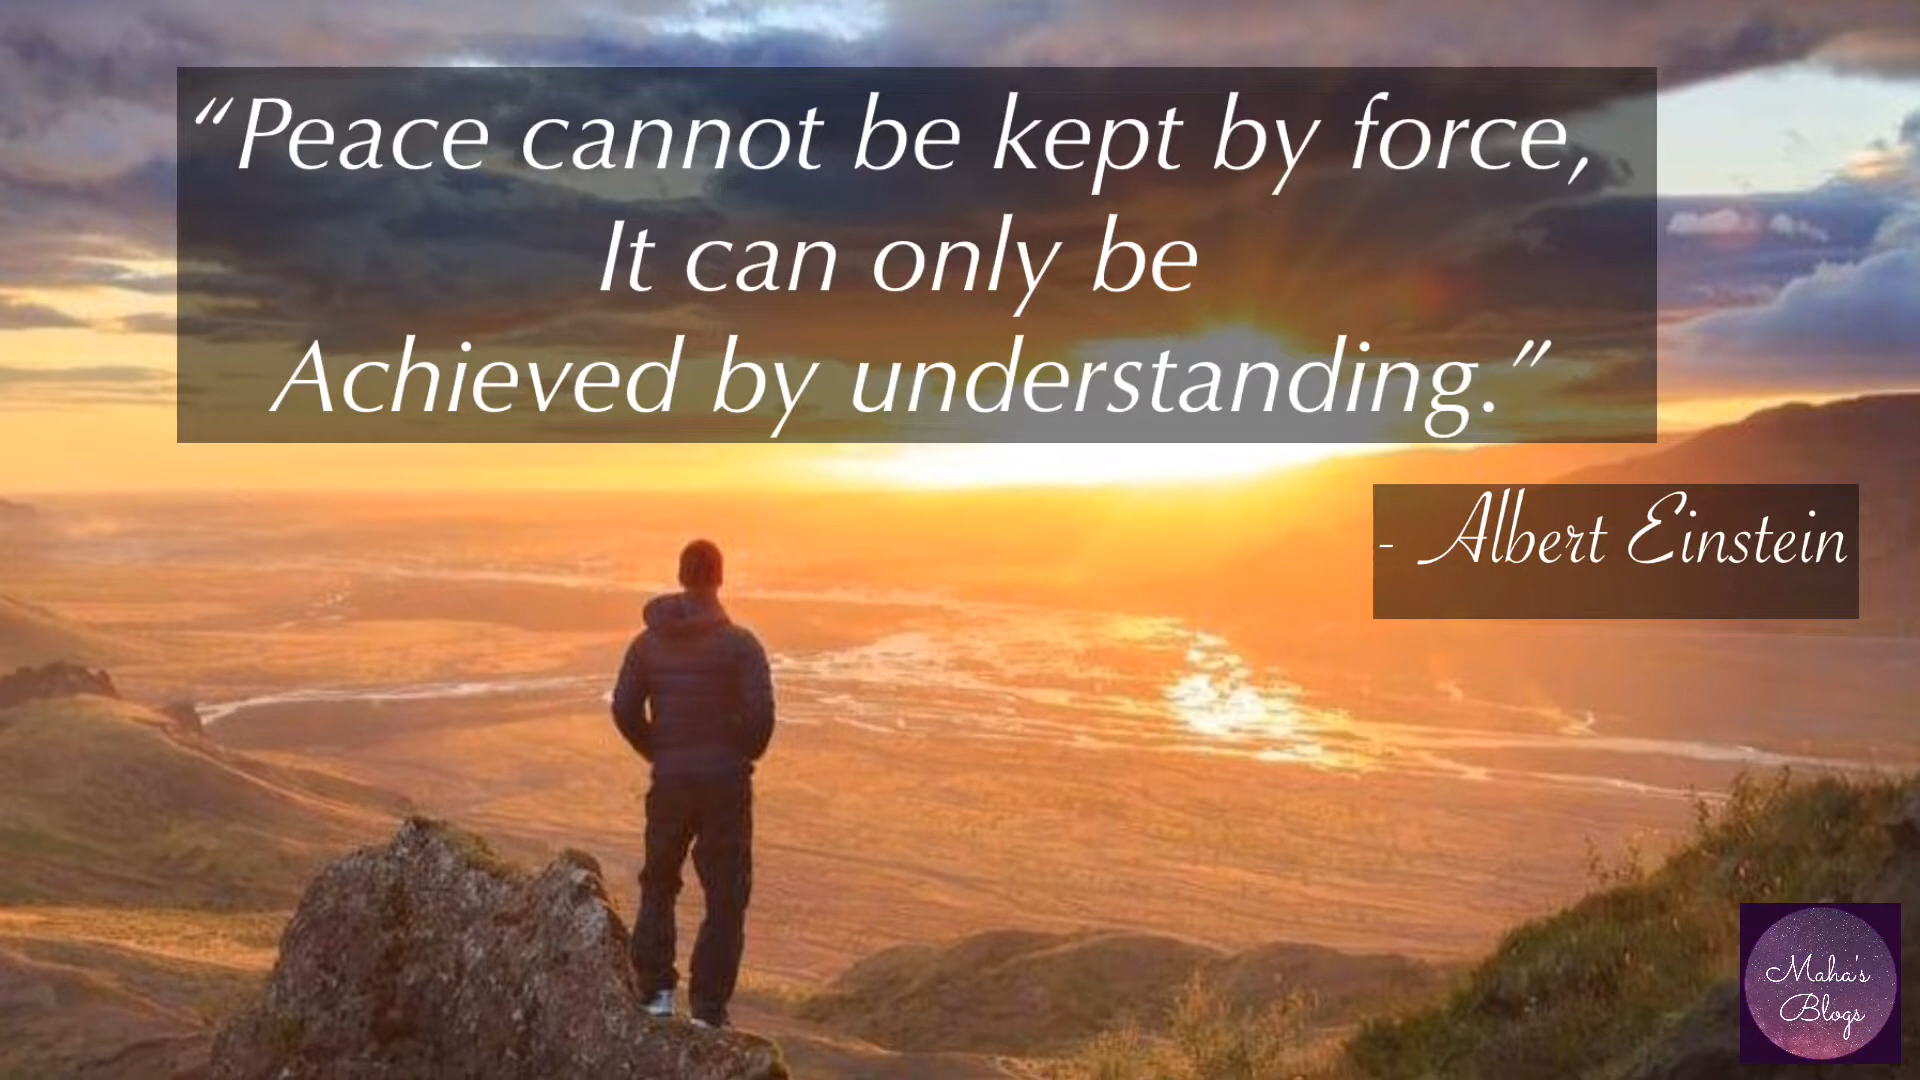 “Peace cannot be kept by force,
It can only be
Achieved by understanding.”
- Albert Einstein
Maha's
Blogs